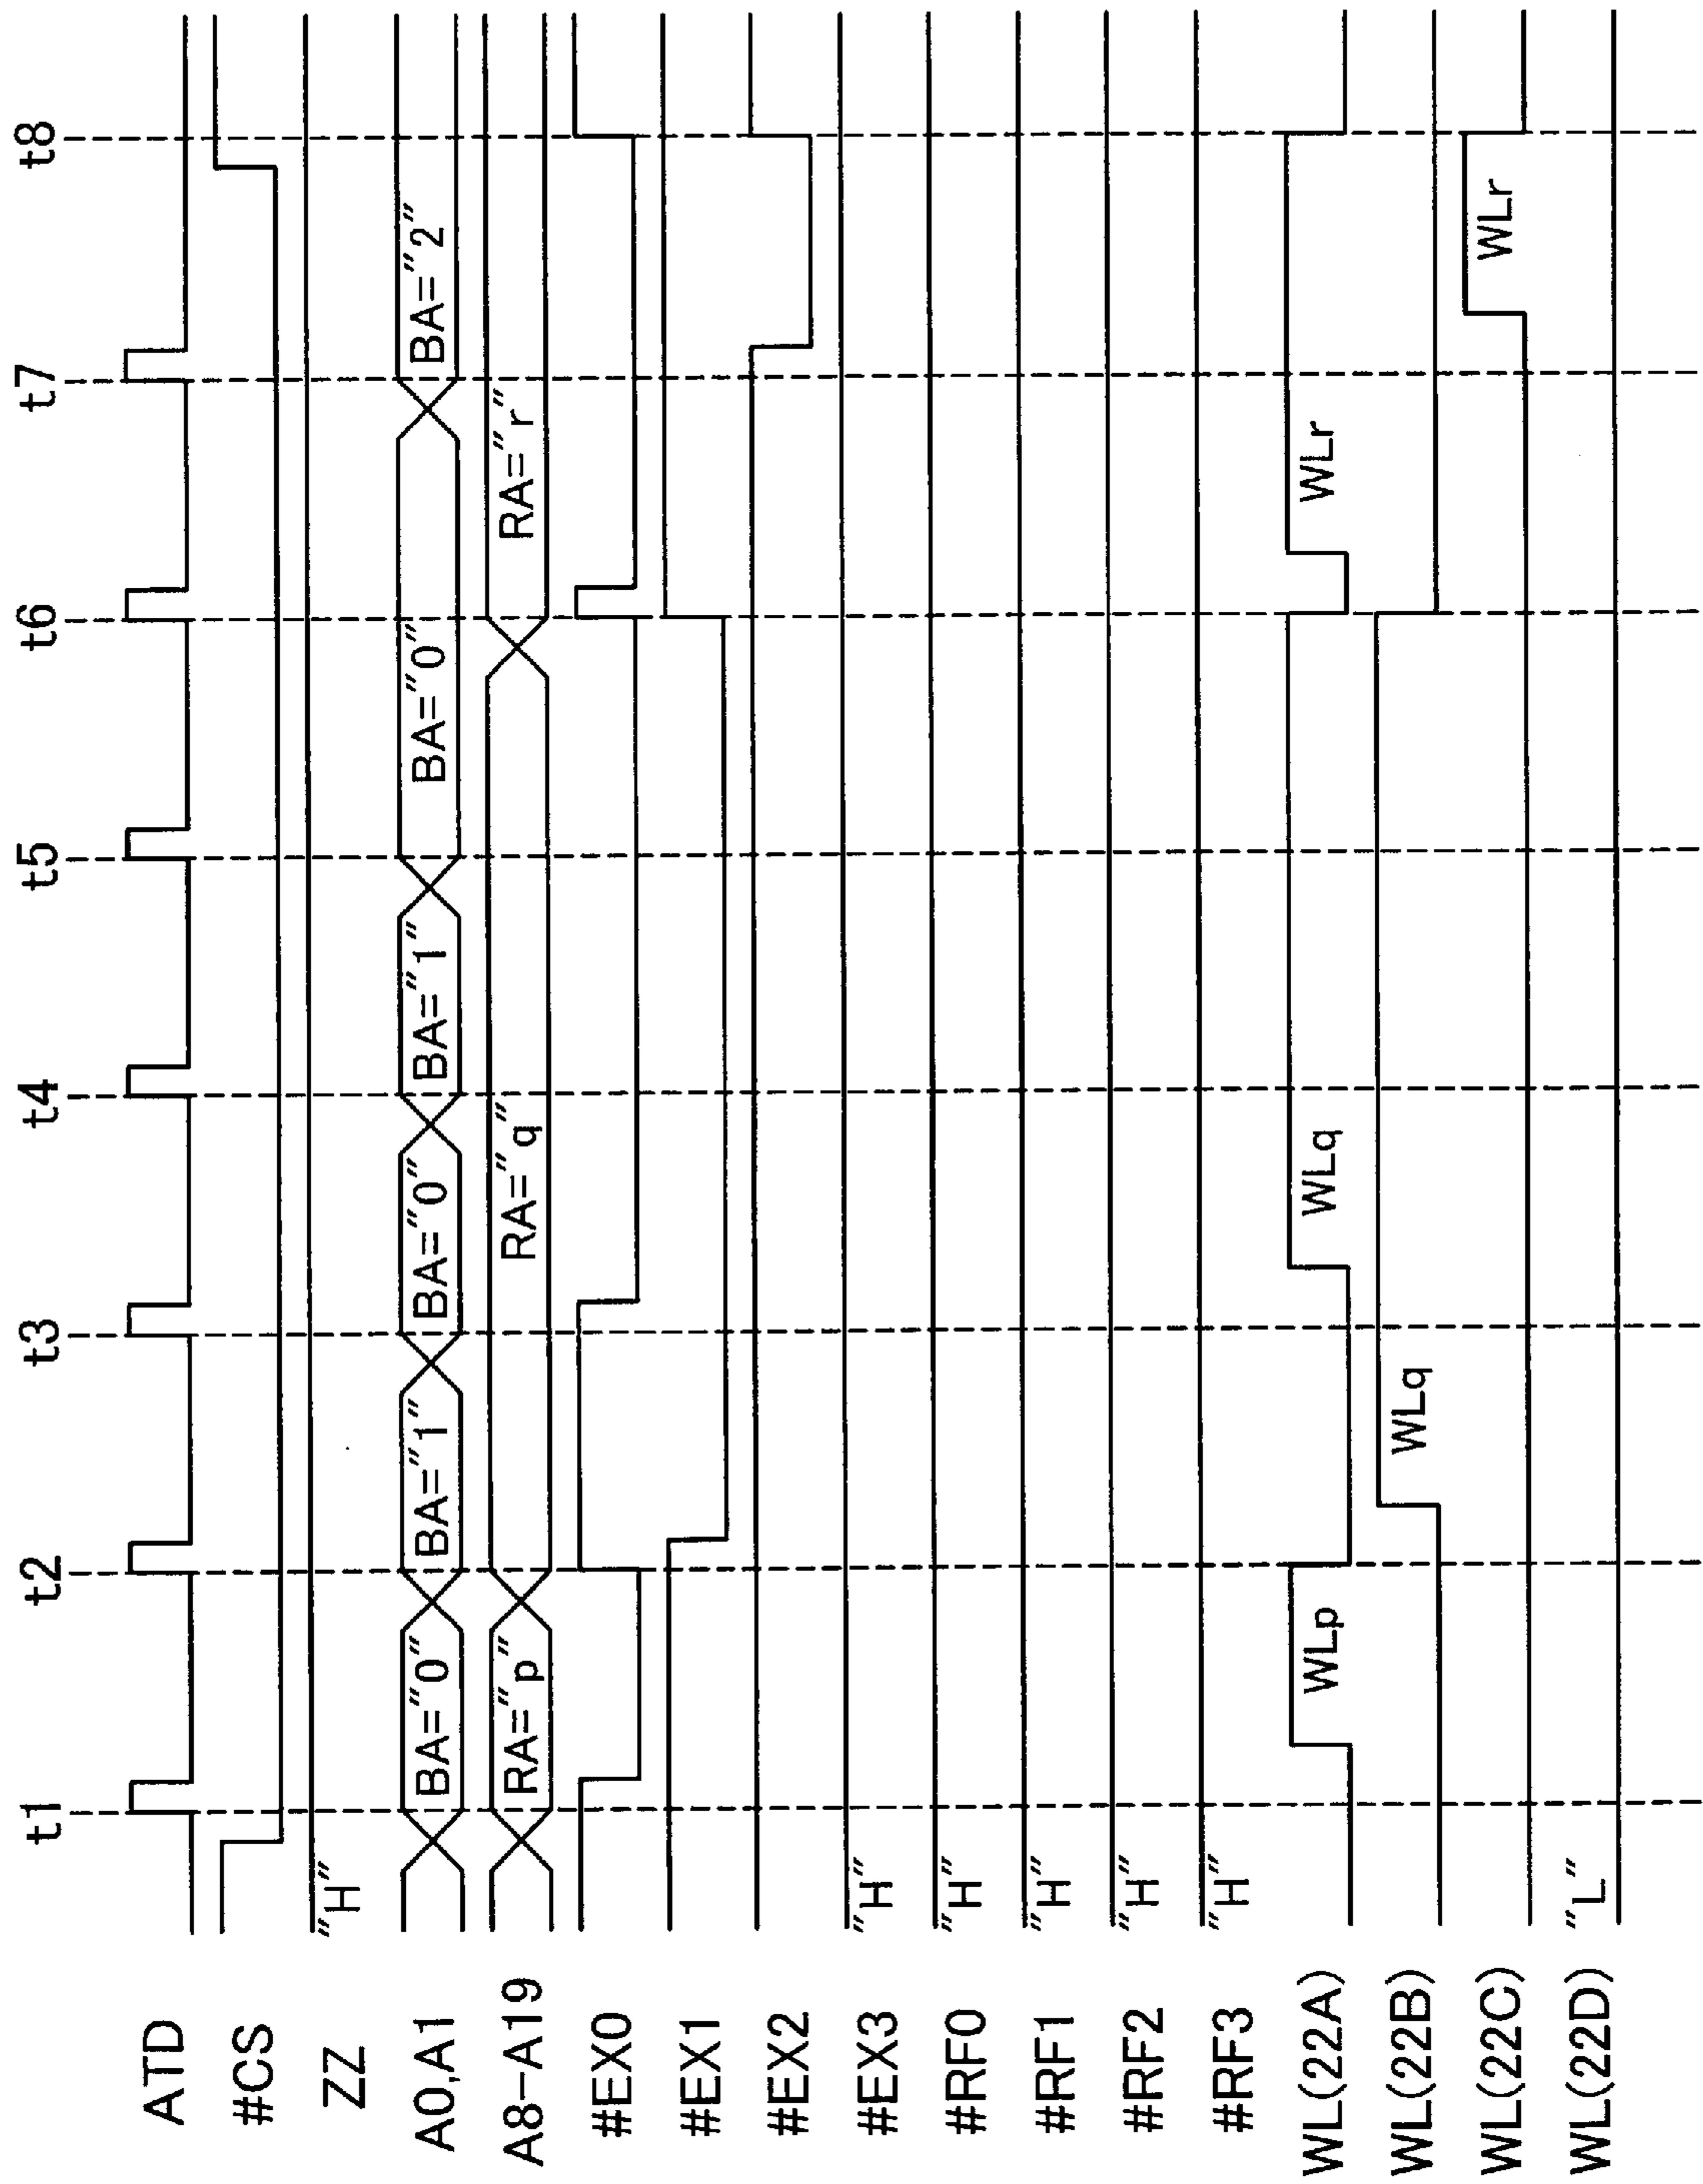 t1 t2 t3 t4 t5 t6 t7 t8
ATD
#CS
ZZ "H"
A0,A1 BA="0" BA="1" BA="0" BA="1" BA="0" BA="2"
A8-A19 RA="p" RA="q" RA="r"
#EX0
#EX1
#EX2
#EX3 "H"
#RF0 "H"
#RF1 "H"
#RF2 "H"
#RF3 "H"
WL(22A) WLp WLq WLr
WL(22B) WLq
WL(22C) WLr
WL(22D) "L"